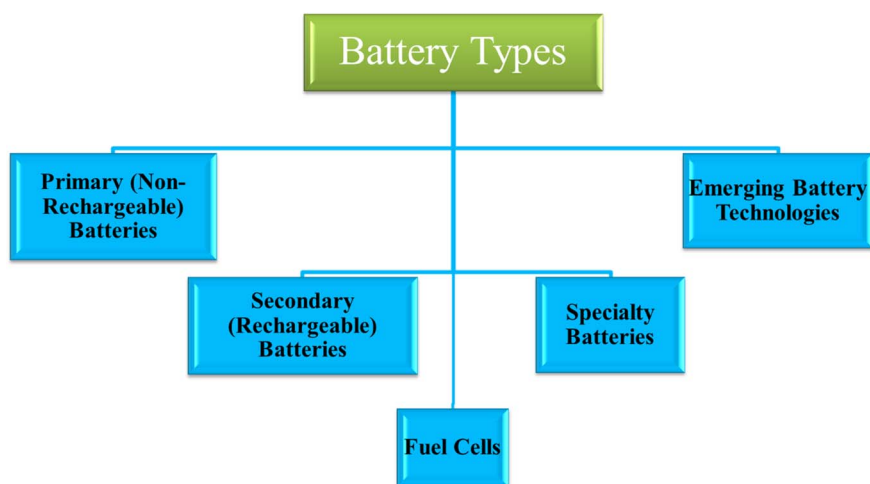 Battery Types
Primary (Non-
Rechargeable)
Batteries
Emerging Battery
Technologies
Secondary
(Rechargeable)
Batteries
Specialty
Batteries
Fuel Cells